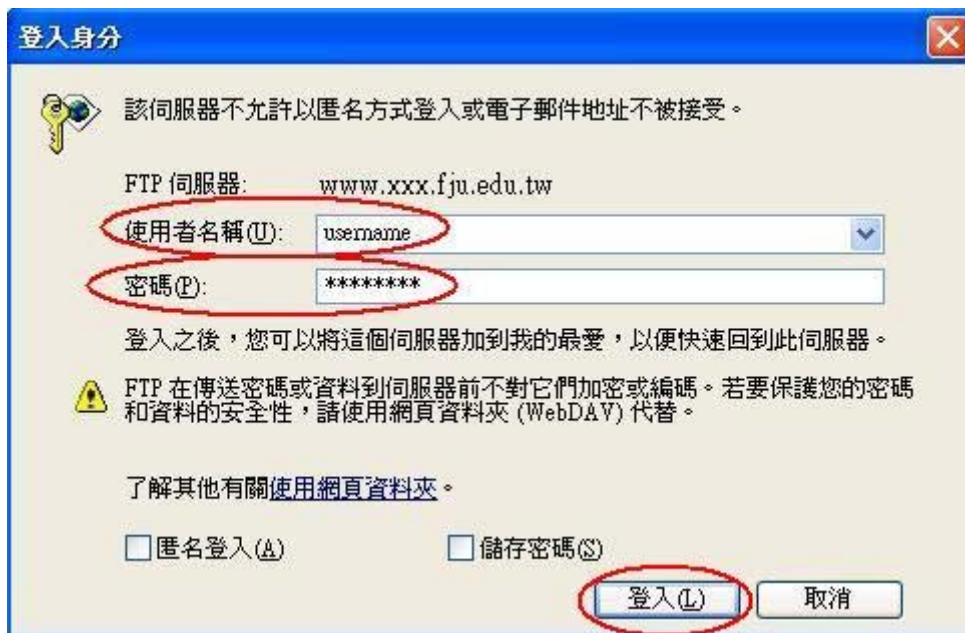 登入身分
該伺服器不允許以匿名方式登入或電子郵件地址不被接受。
FTP 伺服器: www.xxx.fju.edu.tw
使用者名稱(U): username
密碼(P): ********
登入之後，您可以將這個伺服器加到我的最愛，以便快速回到此伺服器。
FTP 在傳送密碼或資料到伺服器前不對它們加密或編碼。若要保護您的密碼
和資料的安全性，請使用網頁資料夾 (WebDAV) 代替。
了解其他有關使用網頁資料夾。
匿名登入(A) 儲存密碼(S)
登入(L) 取消